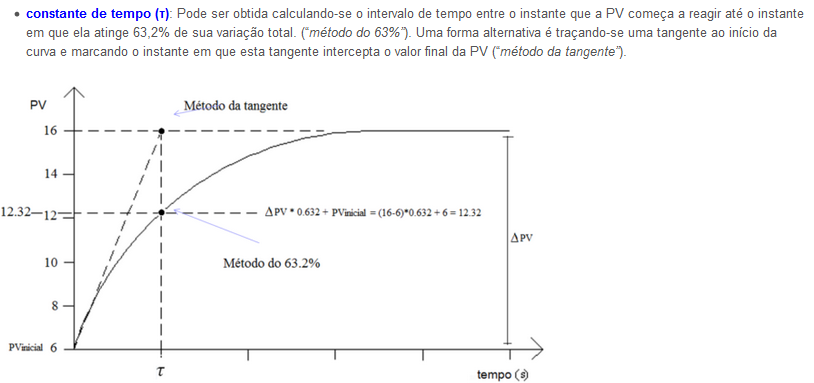 • constante de tempo (τ): Pode ser obtida calculando-se o intervalo de tempo entre o instante que a PV começa a reagir até o instante
em que ela atinge 63,2% de sua variação total. (“método do 63%”). Uma forma alternativa é traçando-se uma tangente ao início da
curva e marcando o instante em que esta tangente intercepta o valor final da PV (“método da tangente”).
PV
Método da tangente
16
14
12.32
12
ΔPV * 0.632 + PVinicial = (16-6)*0.632 + 6 = 12.32
ΔPV
10
Método do 63.2%
8
PVinicial 6
τ
tempo (s)